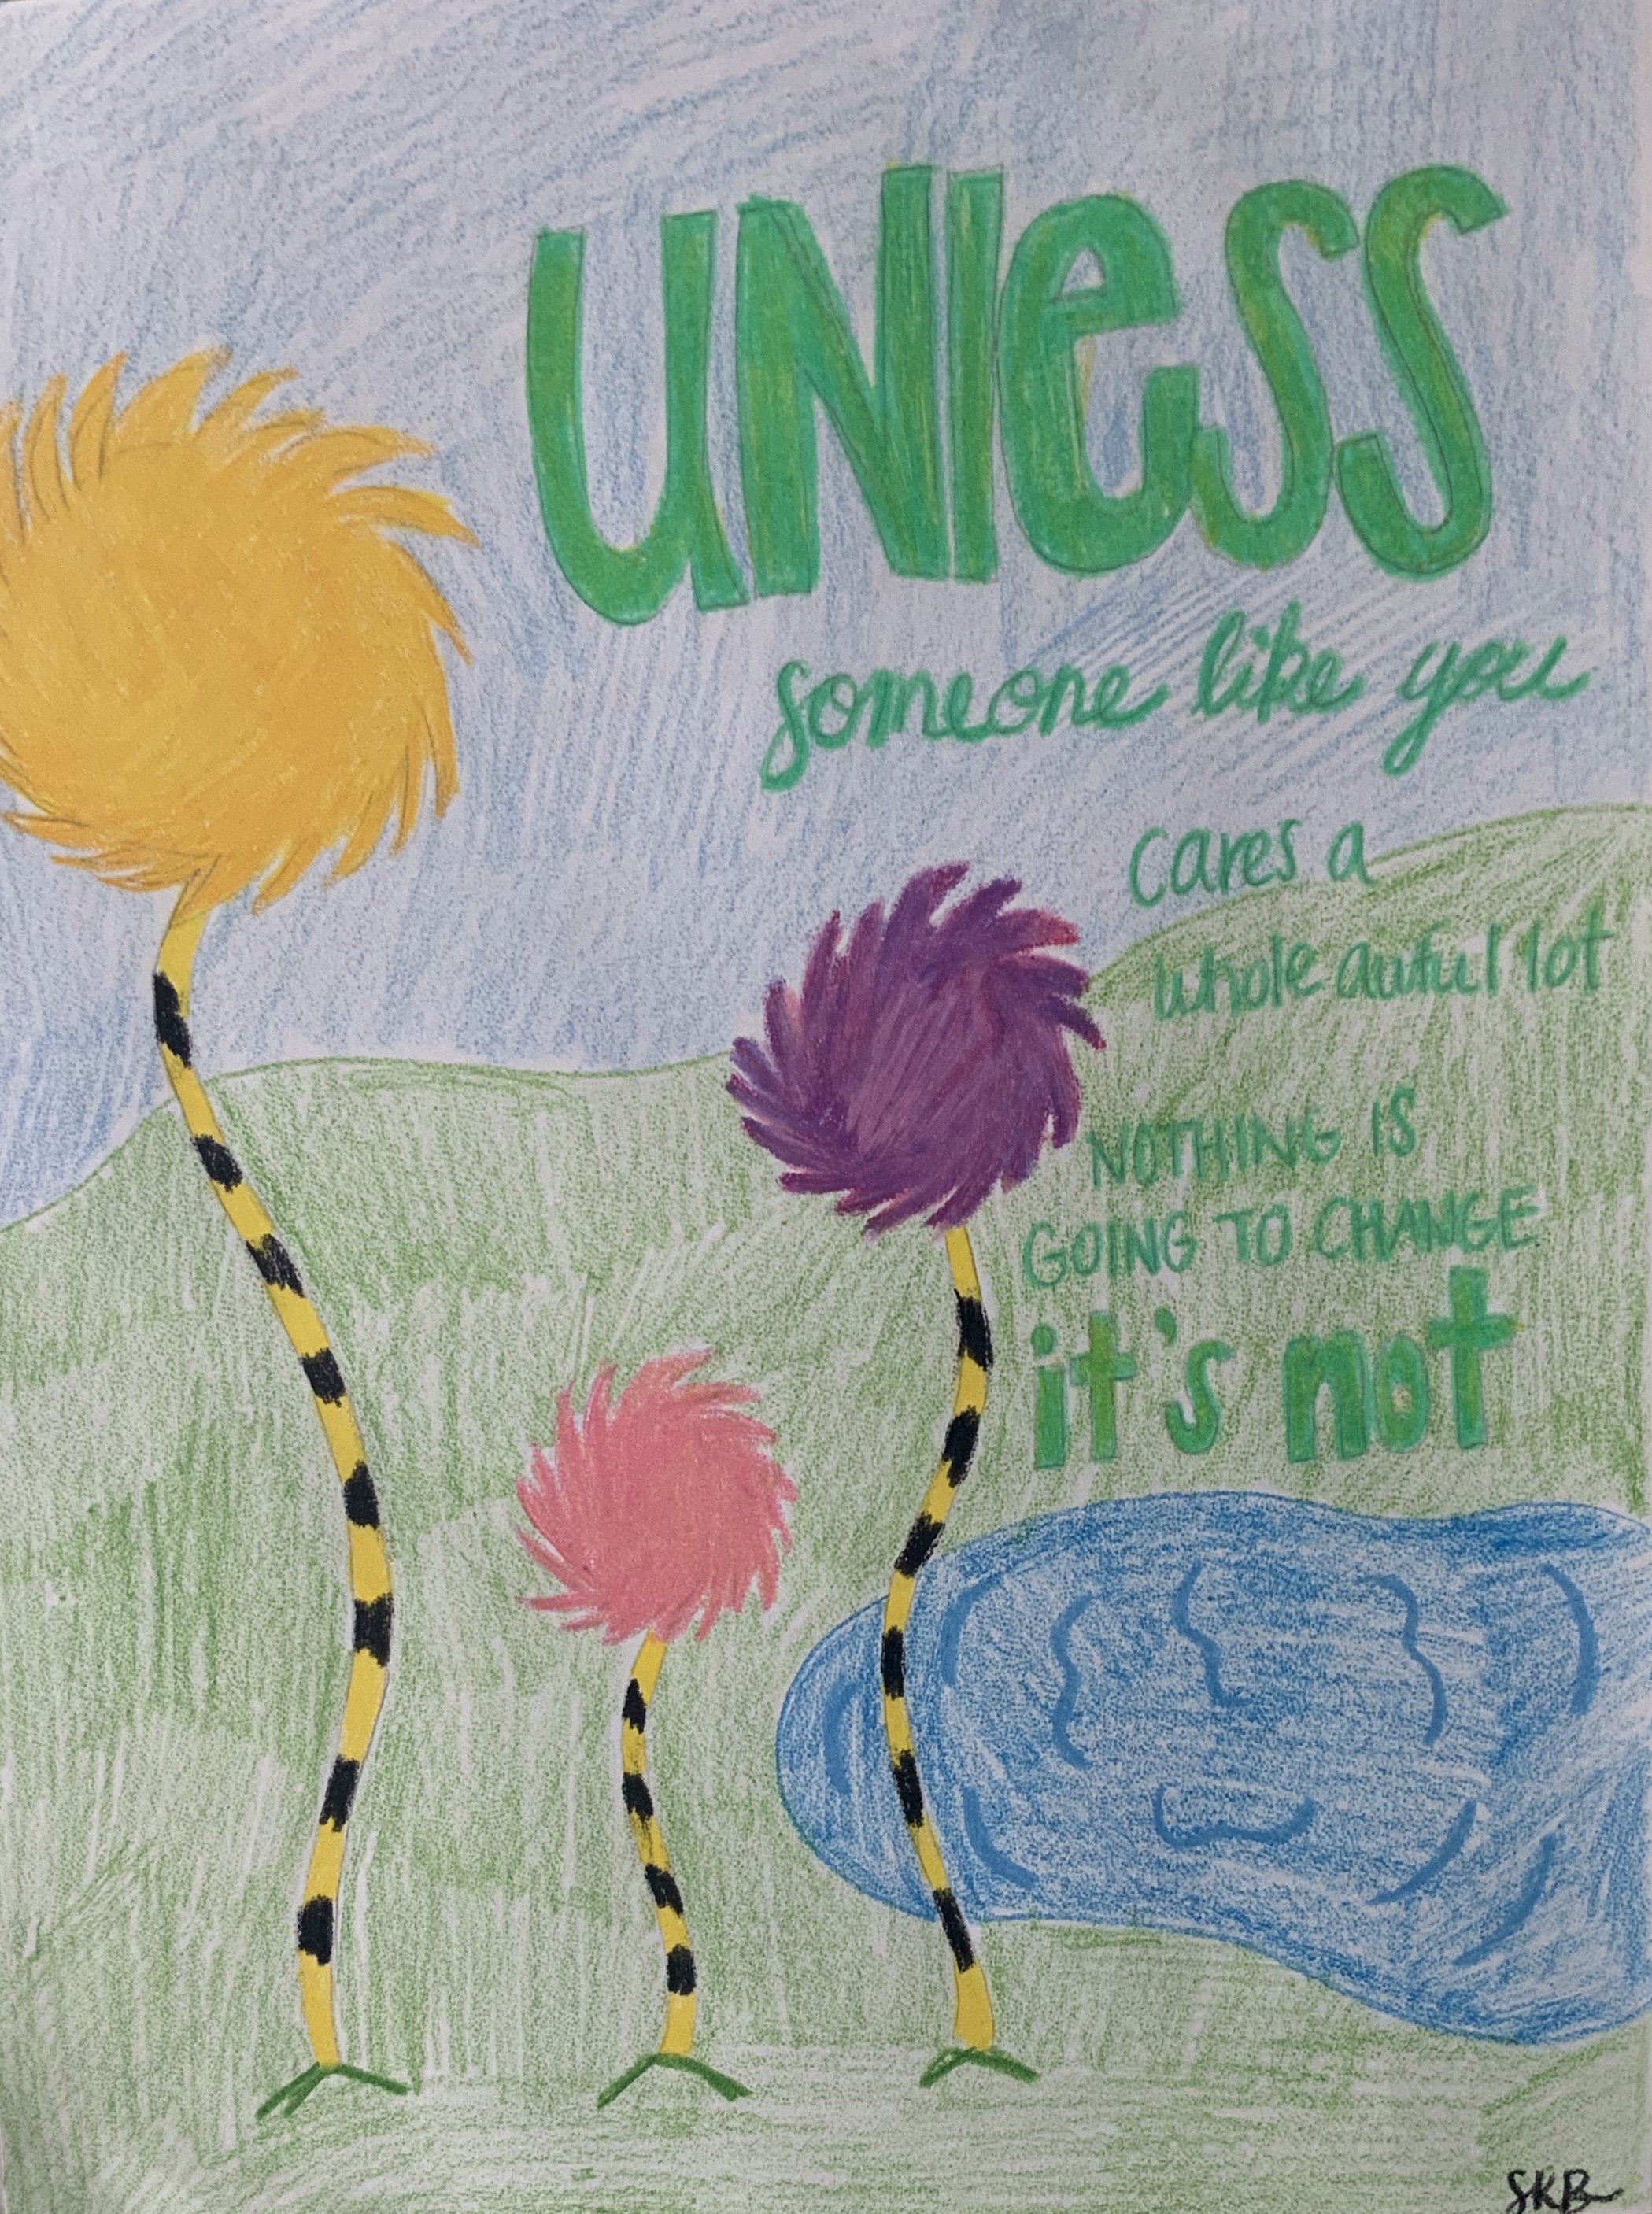 UNless
someone like you
cares a
whole awful lot
NOTHING IS
GOING TO CHANGE
it's not
SKB